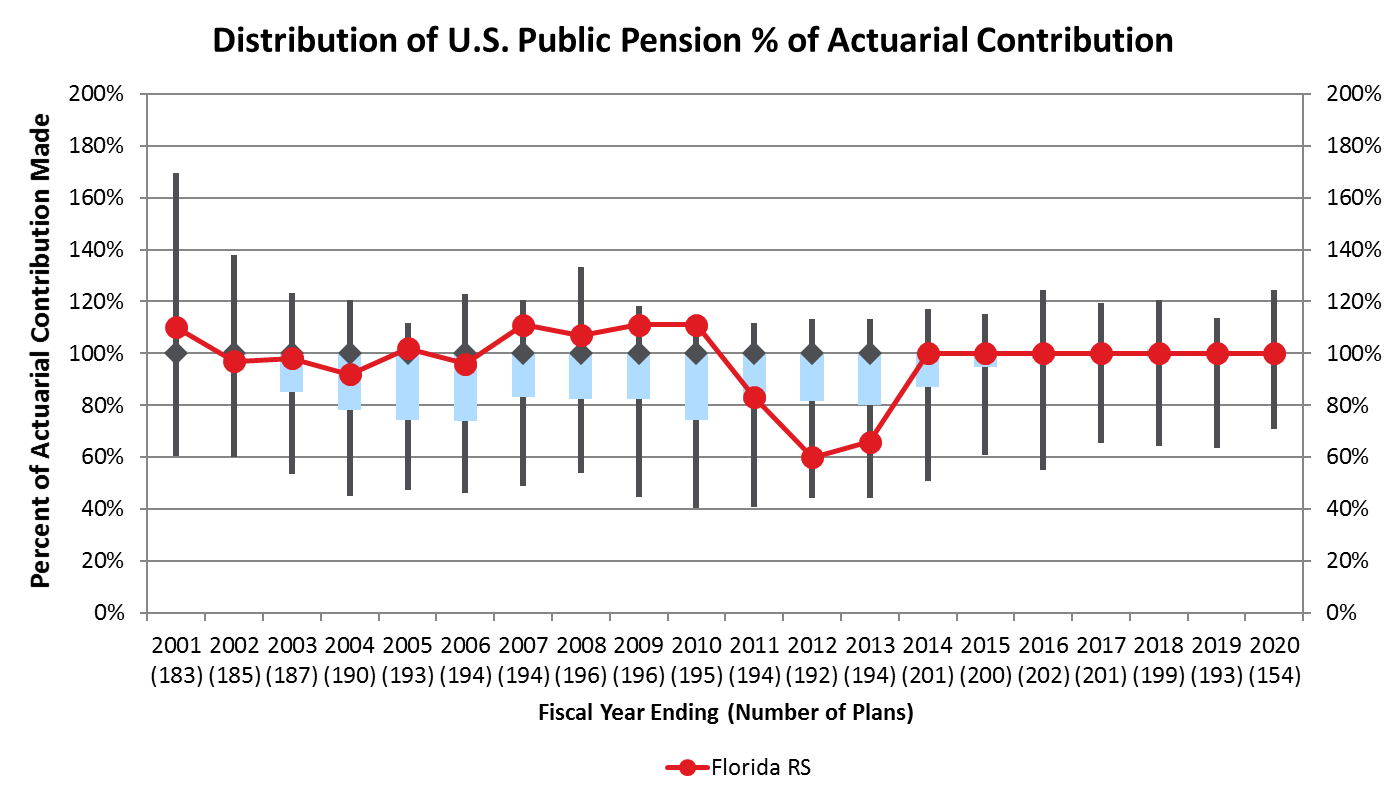 Distribution of U.S. Public Pension % of Actuarial Contribution
Percent of Actuarial Contribution Made
200% 200%
180% 180%
160% 160%
140% 140%
120% 120%
100% 100%
80% 80%
60% 60%
40% 40%
20% 20%
0% 0%
2001 2002 2003 2004 2005 2006 2007 2008 2009 2010 2011 2012 2013 2014 2015 2016 2017 2018 2019 2020
(183) (185) (187) (190) (193) (194) (194) (196) (196) (195) (194) (192) (194) (201) (200) (202) (201) (199) (193) (154)
Fiscal Year Ending (Number of Plans)
Florida RS